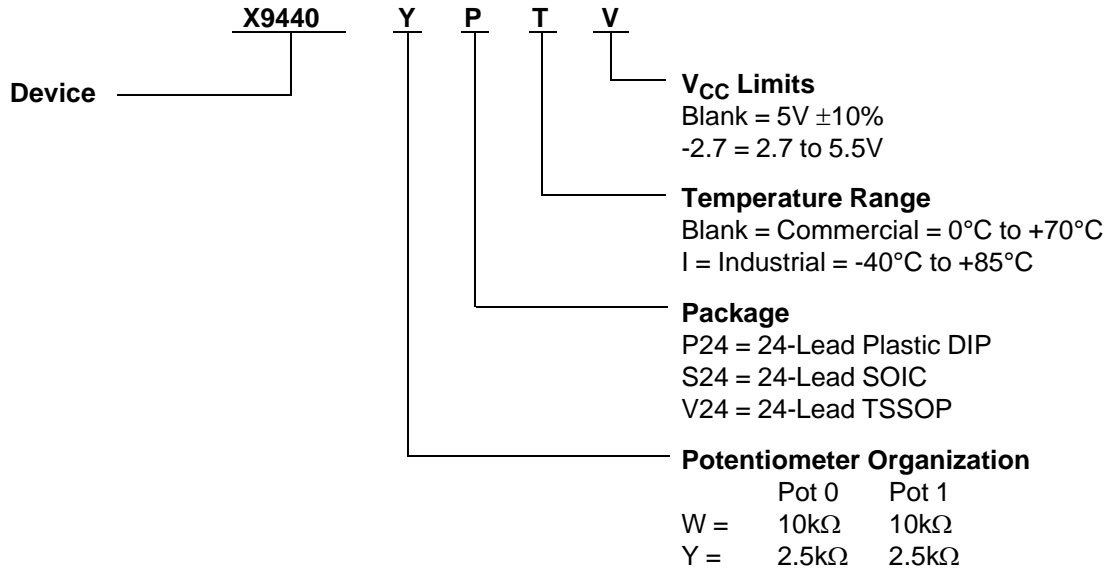 X9440 Y P T V
Device
VCC Limits
Blank = 5V ±10%
-2.7 = 2.7 to 5.5V
Temperature Range
Blank = Commercial = 0°C to +70°C
I = Industrial = -40°C to +85°C
Package
P24 = 24-Lead Plastic DIP
S24 = 24-Lead SOIC
V24 = 24-Lead TSSOP
Potentiometer Organization
Pot 0 Pot 1
W = 10kΩ 10kΩ
Y = 2.5kΩ 2.5kΩ